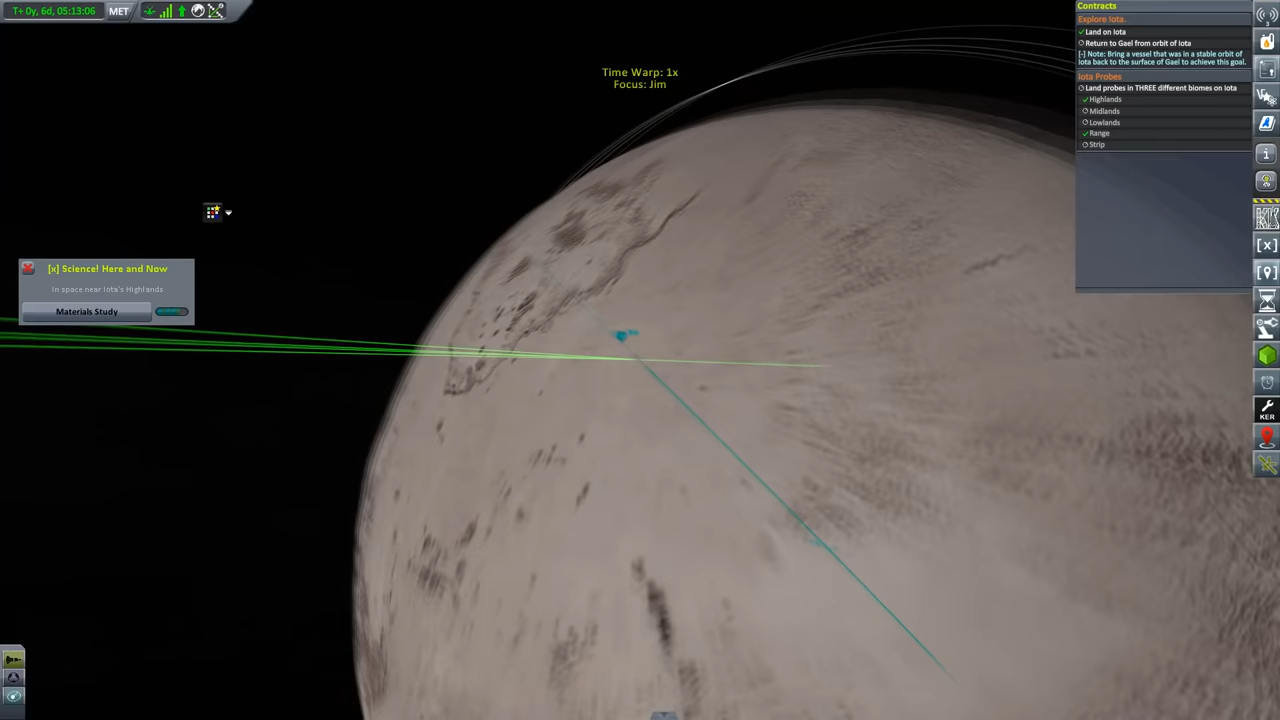 T+ 0y, 6d, 05:13:06 MET
Time Warp: 1x
Focus: Jim
[x] Science! Here and Now
In space near Iota's Highlands
Materials Study
Contracts
Explore Iota.
Land on Iota
Return to Gael from orbit of Iota
[-] Note: Bring a vessel that was in a stable orbit of
Iota back to the surface of Gael to achieve this goal.
Iota Probes
Land probes in THREE different biomes on Iota
Highlands
Midlands
Lowlands
Range
Strip
[x]
KER